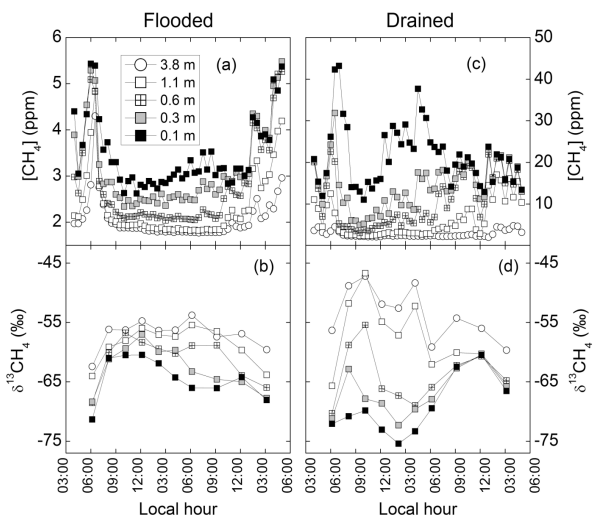 Flooded
Drained
(a)
3.8 m
1.1 m
0.6 m
0.3 m
0.1 m
[CH4] (ppm)
6
5
4
3
2
(c)
[CH4] (ppm)
50
40
30
20
10
(b)
δ13CH4 (‰)
-45
-55
-65
-75
(d)
δ13CH4 (‰)
-45
-55
-65
-75
03:00
06:00
09:00
12:00
03:00
06:00
09:00
12:00
03:00
06:00
03:00
06:00
09:00
12:00
03:00
06:00
09:00
12:00
03:00
06:00
Local hour
Local hour